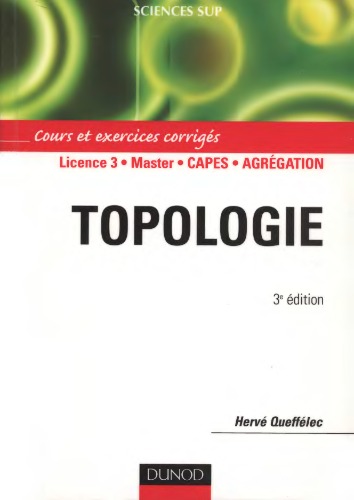 SCIENCES SUP
Cours et exercices corrigés
Licence 3 • Master • CAPES • AGRÉGATION
TOPOLOGIE
3e édition
Hervé Queffélec
DUNOD